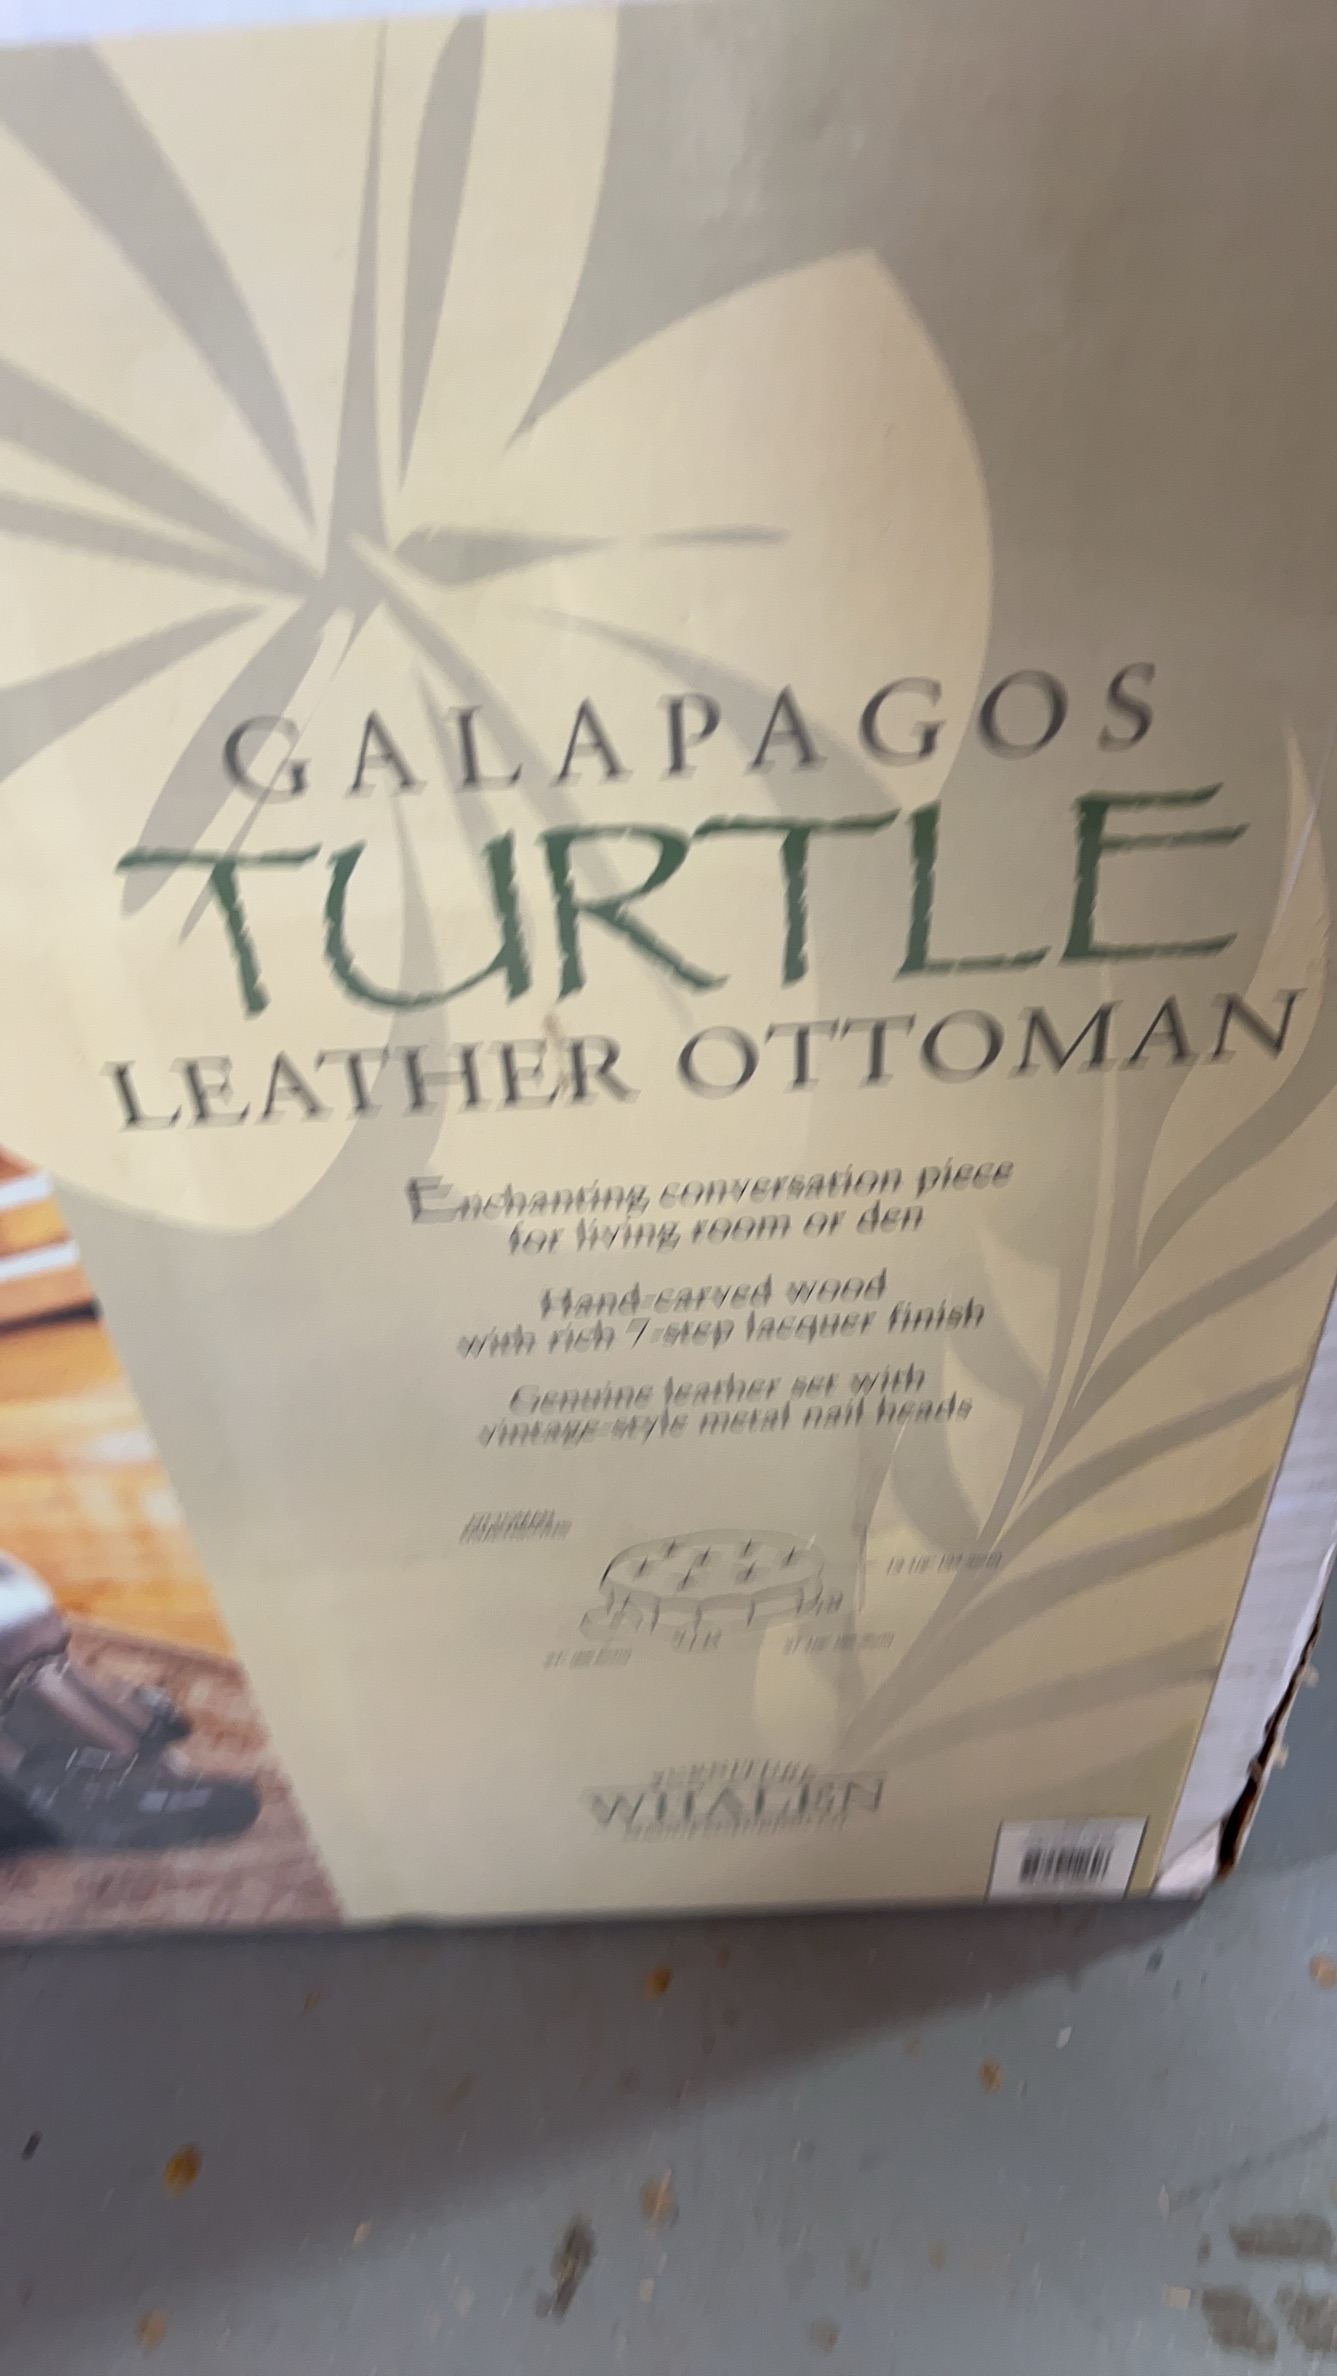 GALAPAGOS
TURTLE
LEATHER OTTOMAN
Enchanting conversation piece
for living room or den
Hand-carved wood
with rich 7-step lacquer finish
Genuine leather set with
vintage-style metal nail heads
WHALEN